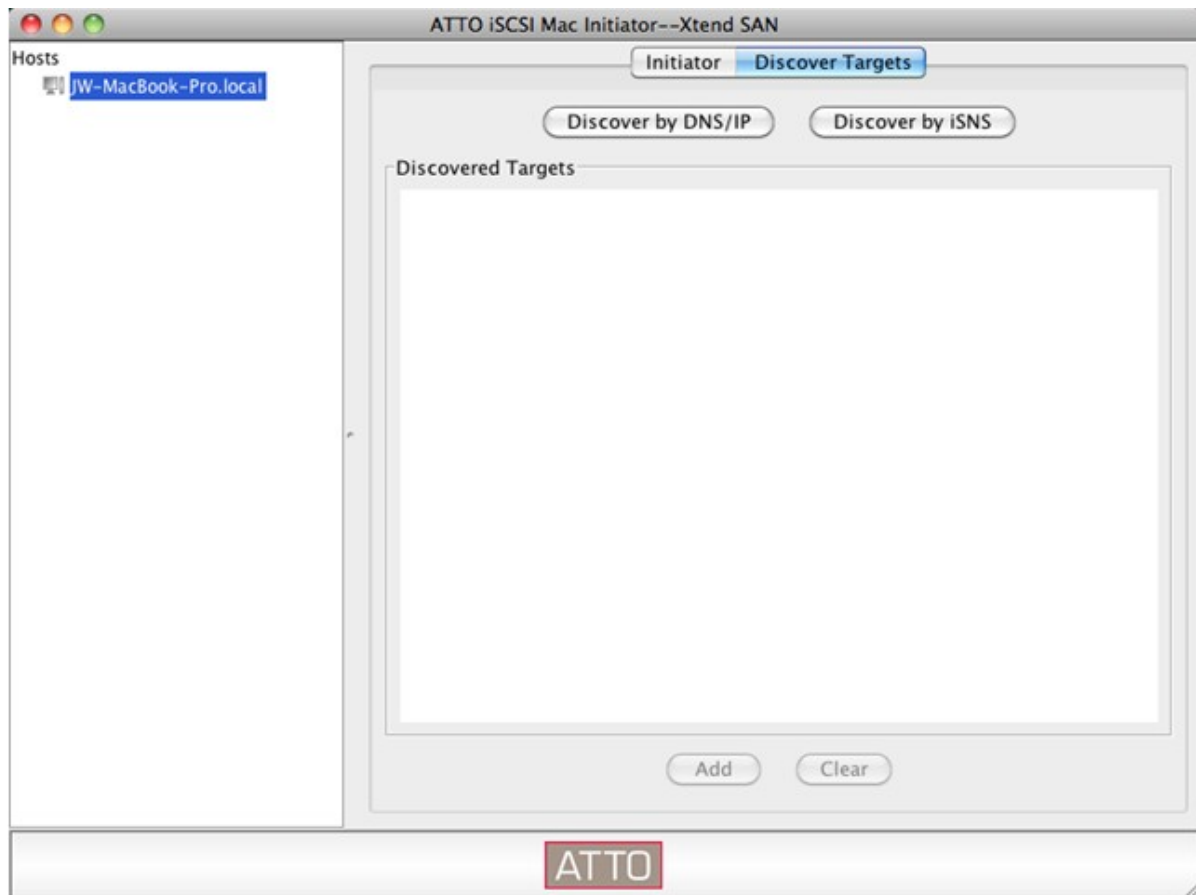 ATTO iSCSI Mac Initiator--Xtend SAN
Hosts
JW-MacBook-Pro.local
Initiator
Discover Targets
Discover by DNS/IP
Discover by iSNS
Discovered Targets
Add
Clear
ATTO